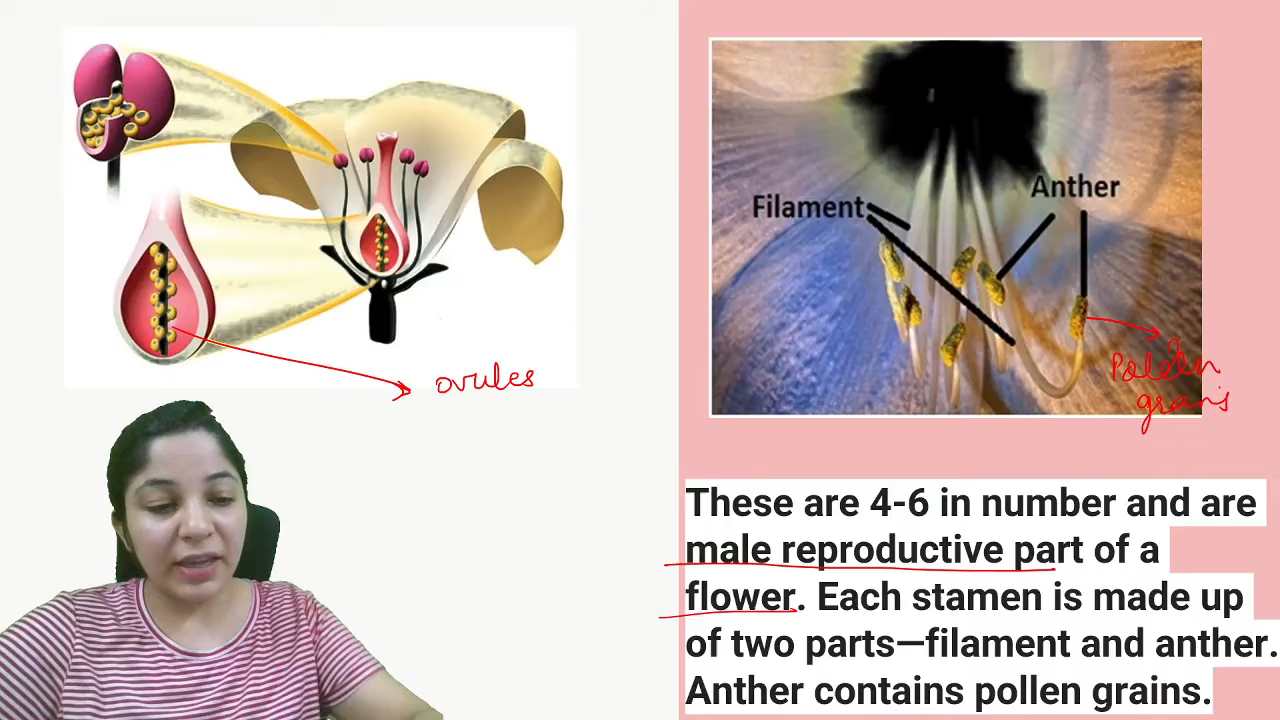 ovules
Filament
Anther
Pollen
grains
These are 4-6 in number and are
male reproductive part of a
flower. Each stamen is made up
of two parts—filament and anther.
Anther contains pollen grains.